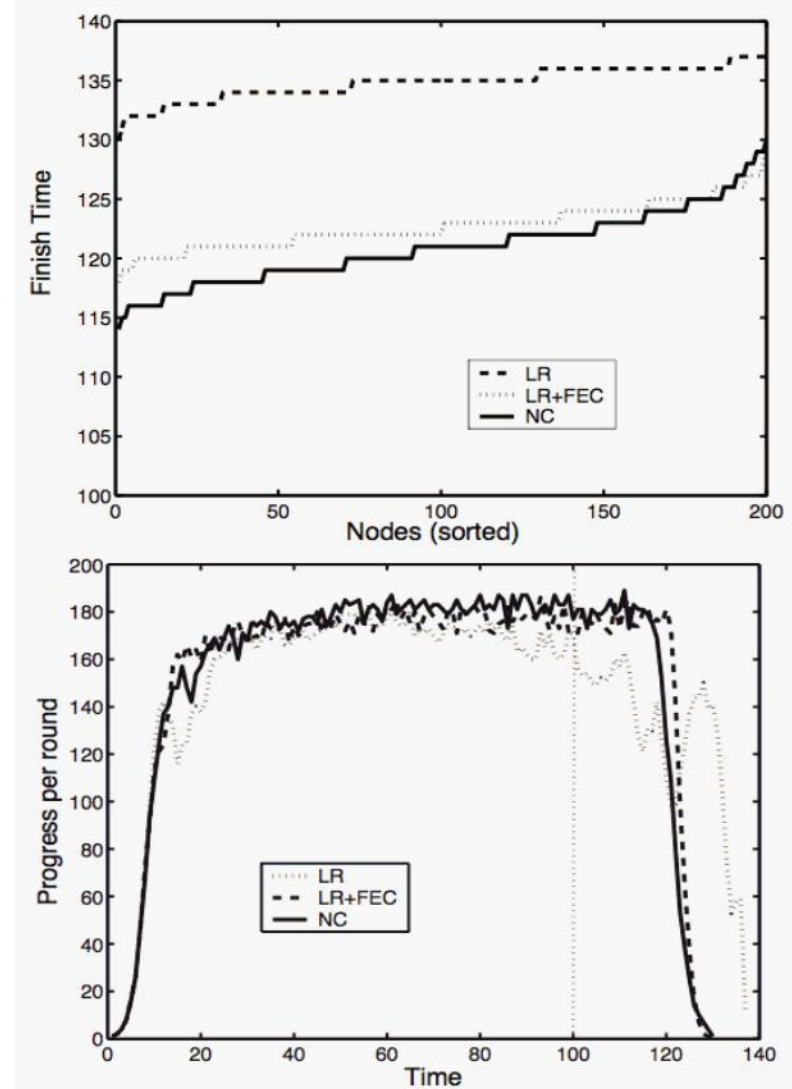 140
135
130
125
120
115
110
105
100
Finish Time
LR
LR+FEC
NC
0 50 100 150 200
Nodes (sorted)
200
180
160
140
120
100
80
60
40
20
0
Progress per round
LR
LR+FEC
NC
0 20 40 60 80 100 120 140
Time